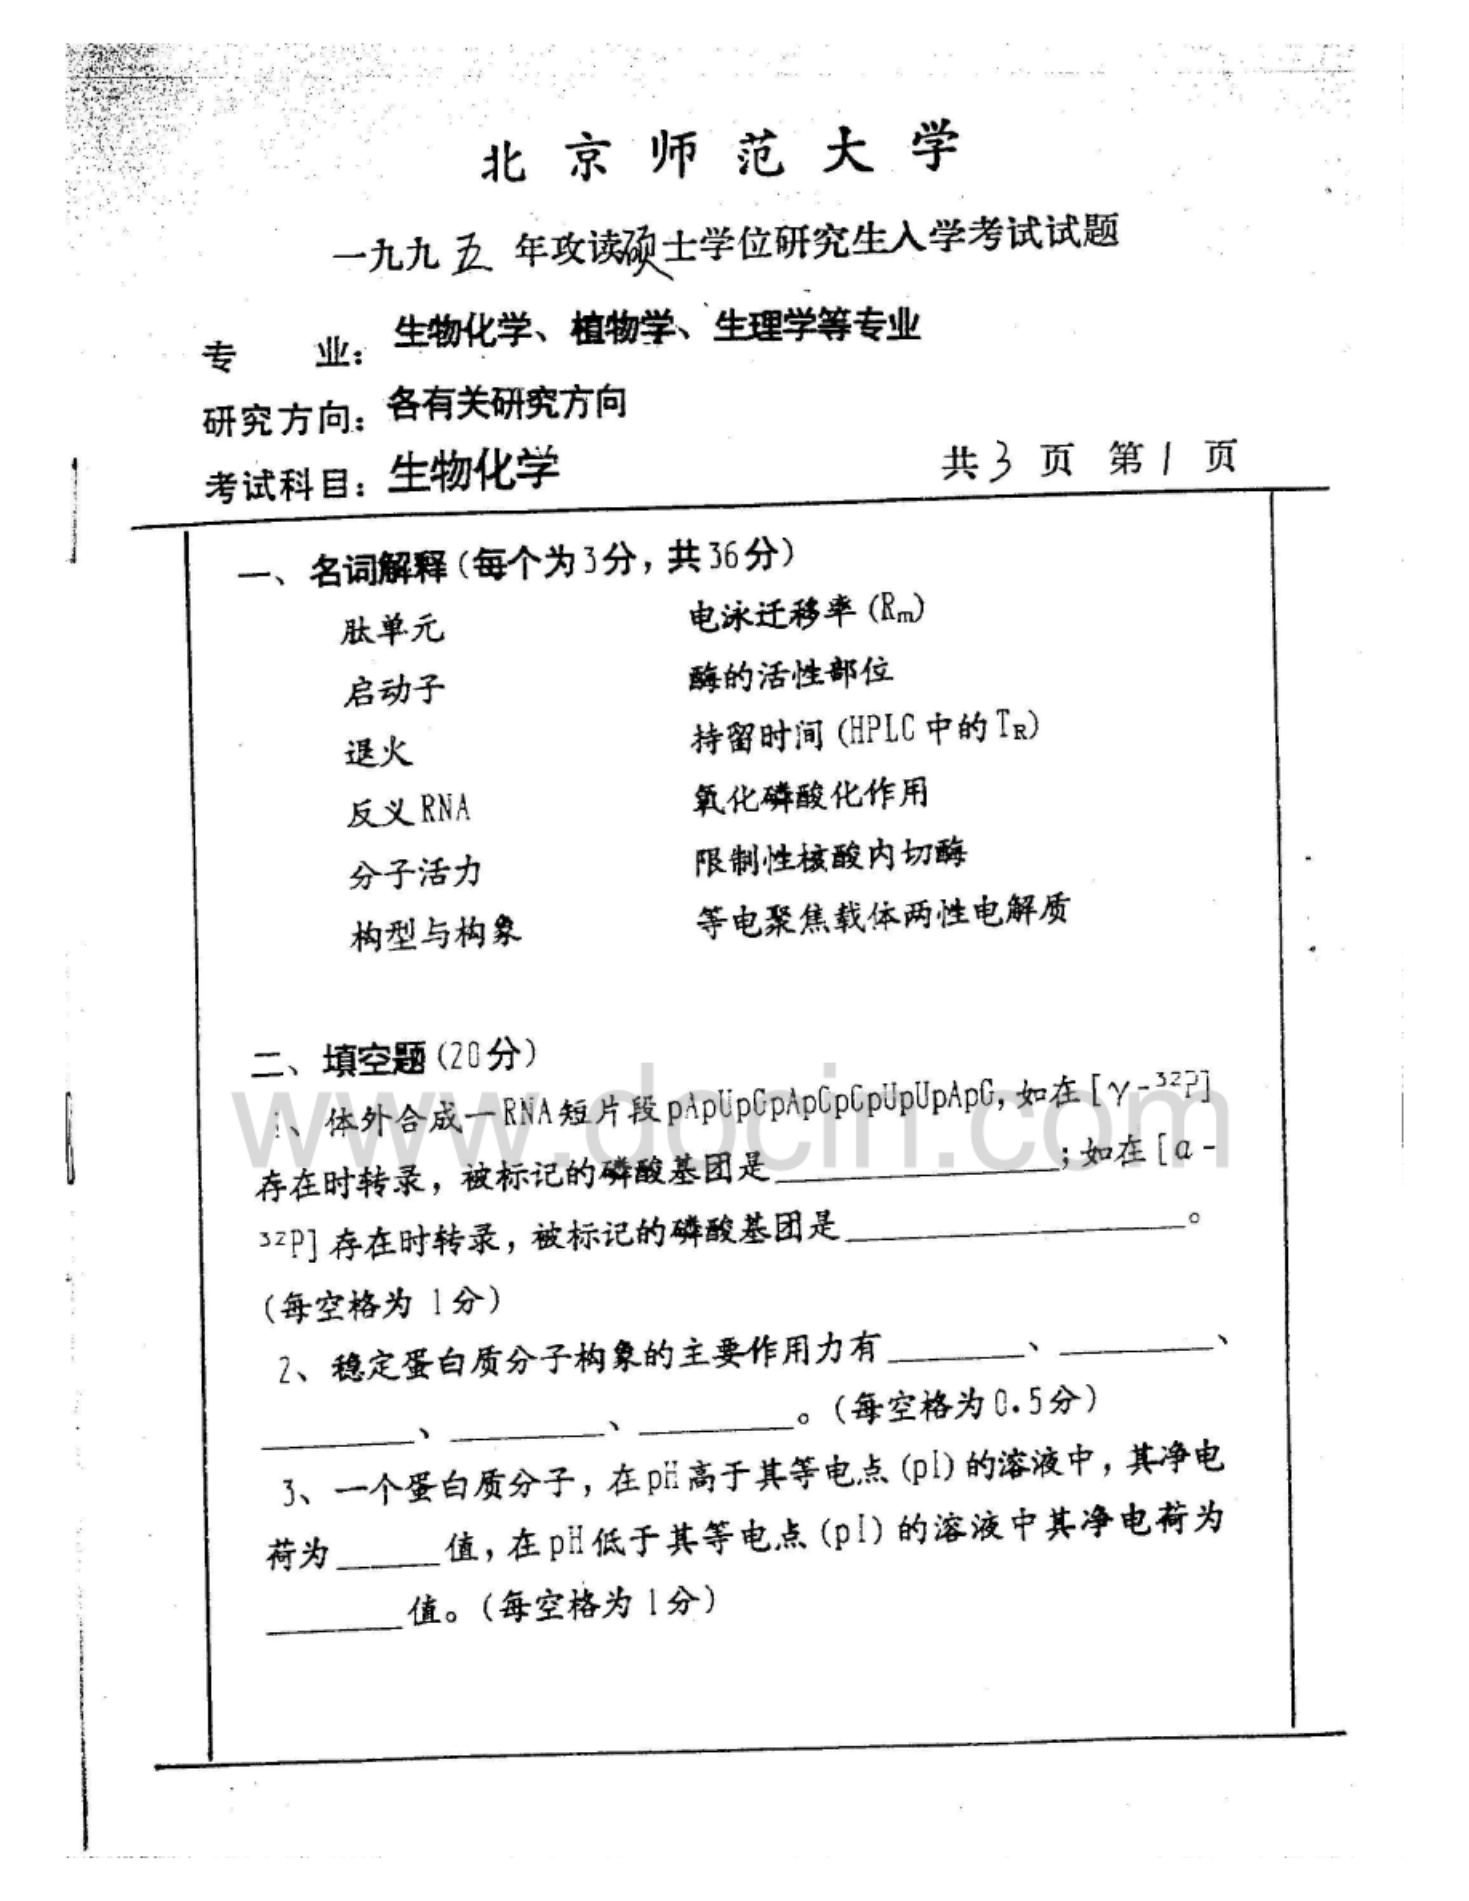 北京师范大学
一九九五年攻读硕士学位研究生入学考试试题
专 业：生物化学、植物学、生理学等专业
研究方向：各有关研究方向
考试科目：生物化学 共3页 第1页
一、名词解释(每个为3分，共36分)
肽单元 电泳迁移率(Rm)
启动子 酶的活性部位
退火 持留时间(HPLC中的TR)
反义RNA 氧化磷酸化作用
分子活力 限制性核酸内切酶
构型与构象 等电聚焦载体两性电解质
二、填空题(20分)
1、体外合成一RNA短片段pApUpGpApCpCpUpUpApG，如在[γ-³²P]
存在时转录，被标记的磷酸基团是________；如在[α-
³²P]存在时转录，被标记的磷酸基团是________。
(每空格为1分)
2、稳定蛋白质分子构象的主要作用力有____、____、
____、____、____。(每空格为0.5分)
3、一个蛋白质分子，在pH高于其等电点(pI)的溶液中，其净电
荷为____值，在pH低于其等电点(pI)的溶液中其净电荷为
____值。(每空格为1分)
www.docin.com